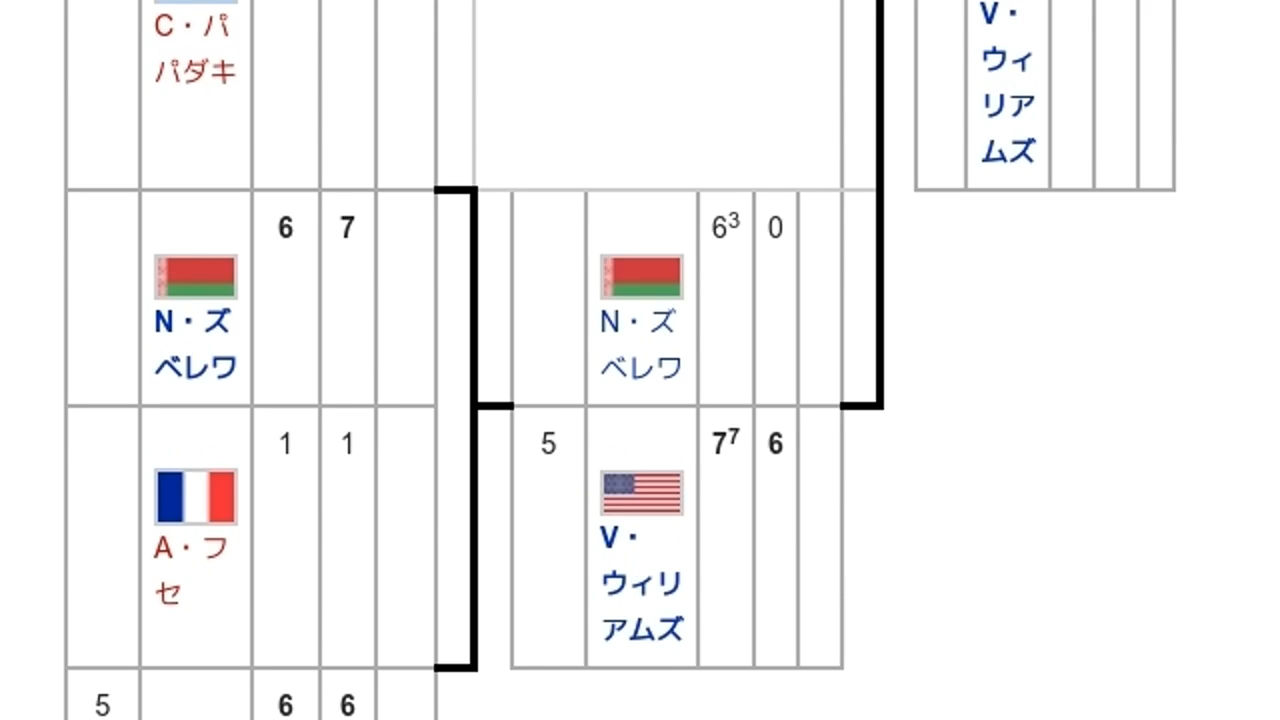 C・パ
パダキ
V・
ウィ
リア
ムズ
6 7
N・ズ
ベレワ
6³ 0
N・ズ
ベレワ
1 1
A・フ
セ
5 7⁷ 6
V・
ウィリ
アムズ
5 6 6